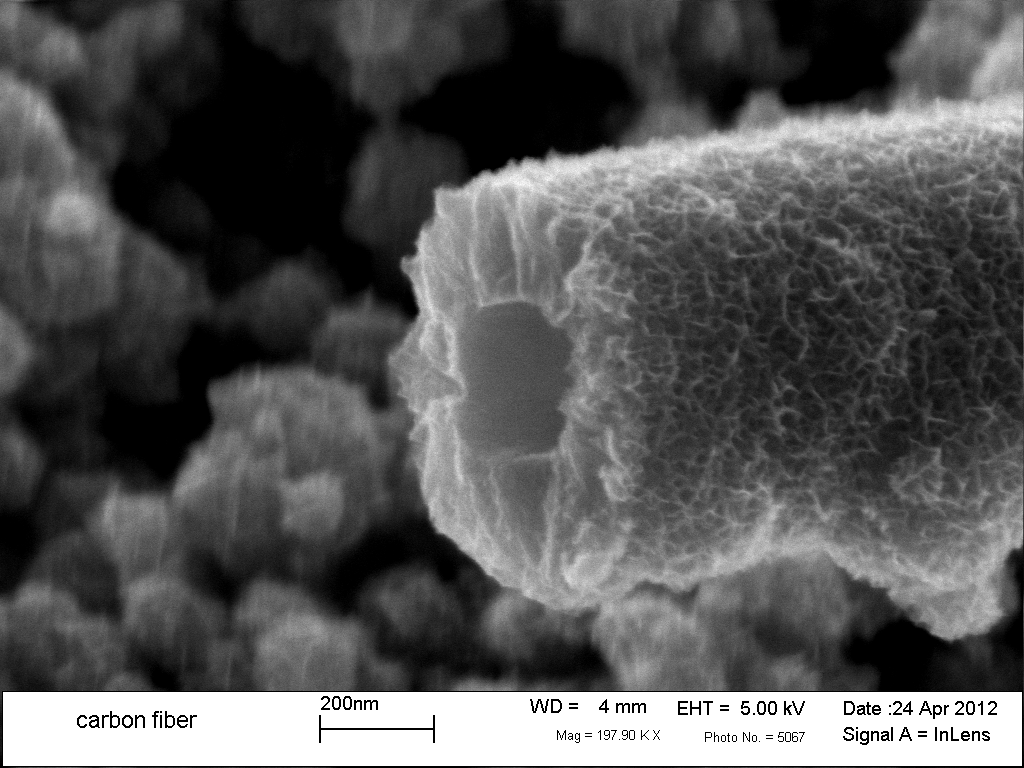 carbon fiber
200nm
WD = 4 mm
EHT = 5.00 kV
Date :24 Apr 2012
Mag = 197.90 K X
Photo No. = 5067
Signal A = InLens